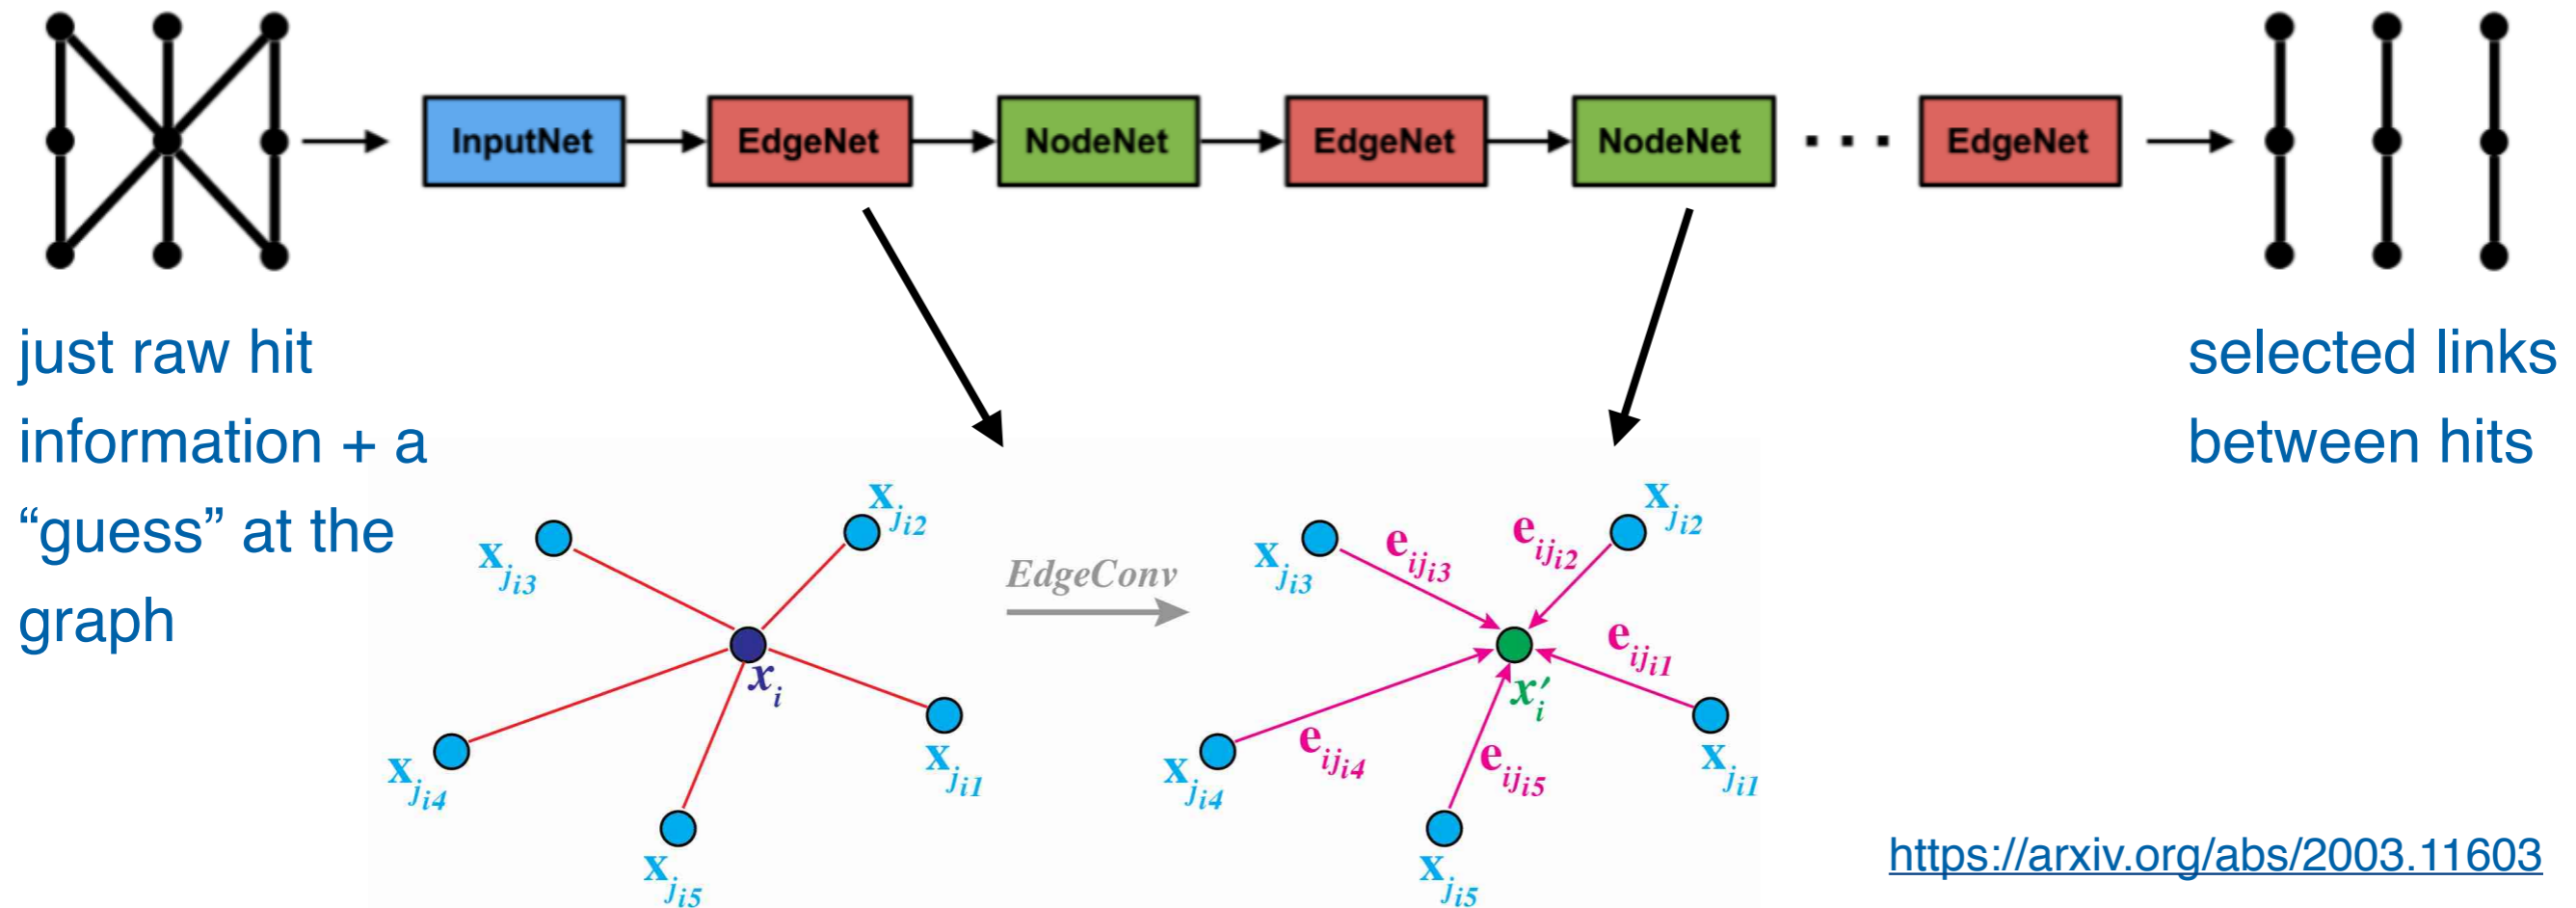 InputNet
EdgeNet
NodeNet
EdgeNet
NodeNet
. . .
EdgeNet
just raw hit
information + a
“guess” at the
graph
selected links
between hits
x_{j_{i3}}
x_{j_{i2}}
x_i
x_{j_{i4}}
x_{j_{i1}}
x_{j_{i5}}
EdgeConv
x_{j_{i3}}
e_{ij_{i3}}
e_{ij_{i2}}
x_{j_{i2}}
e_{ij_{i1}}
x'_i
x_{j_{i4}}
e_{ij_{i4}}
e_{ij_{i5}}
x_{j_{i1}}
x_{j_{i5}}
https://arxiv.org/abs/2003.11603